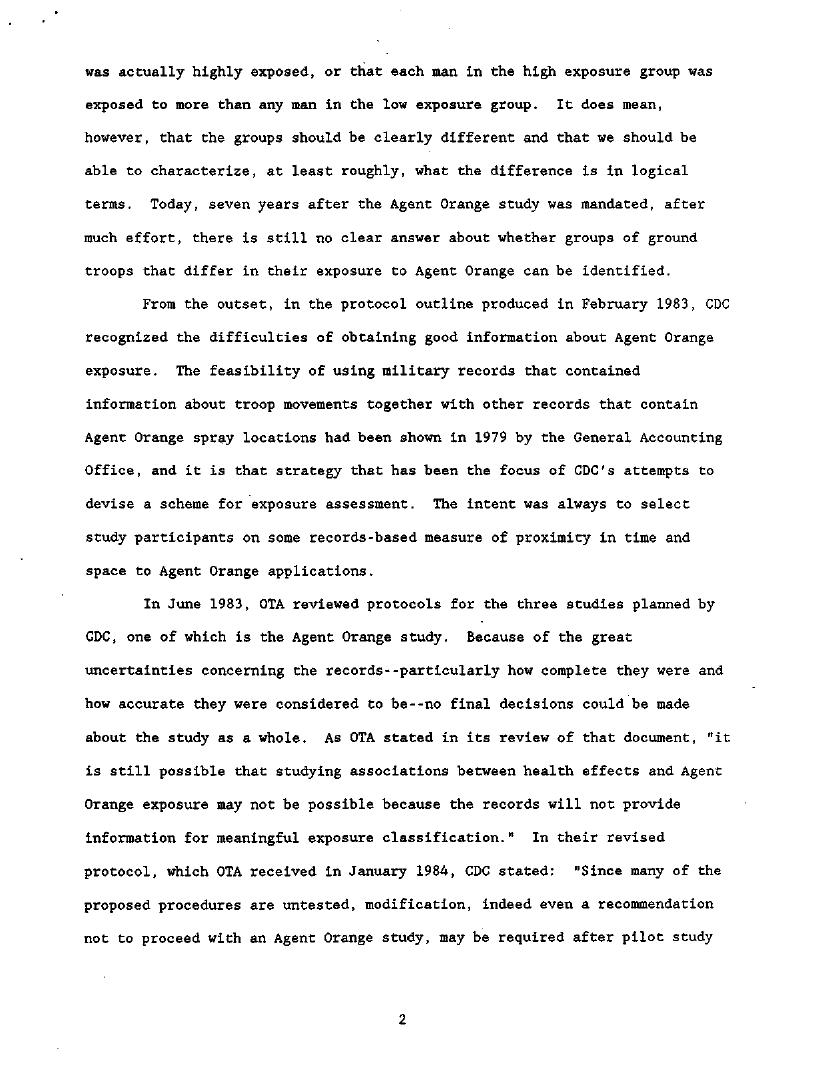 was actually highly exposed, or that each man in the high exposure group was
exposed to more than any man in the low exposure group. It does mean,
however, that the groups should be clearly different and that we should be
able to characterize, at least roughly, what the difference is in logical
terms. Today, seven years after the Agent Orange study was mandated, after
much effort, there is still no clear answer about whether groups of ground
troops that differ in their exposure to Agent Orange can be identified.
From the outset, in the protocol outline produced in February 1983, CDC
recognized the difficulties of obtaining good information about Agent Orange
exposure. The feasibility of using military records that contained
information about troop movements together with other records that contain
Agent Orange spray locations had been shown in 1979 by the General Accounting
Office, and it is that strategy that has been the focus of CDC's attempts to
devise a scheme for exposure assessment. The intent was always to select
study participants on some records-based measure of proximity in time and
space to Agent Orange applications.
In June 1983, OTA reviewed protocols for the three studies planned by
CDC, one of which is the Agent Orange study. Because of the great
uncertainties concerning the records--particularly how complete they were and
how accurate they were considered to be--no final decisions could be made
about the study as a whole. As OTA stated in its review of that document, "it
is still possible that studying associations between health effects and Agent
Orange exposure may not be possible because the records will not provide
information for meaningful exposure classification." In their revised
protocol, which OTA received in January 1984, CDC stated: "Since many of the
proposed procedures are untested, modification, indeed even a recommendation
not to proceed with an Agent Orange study, may be required after pilot study
2